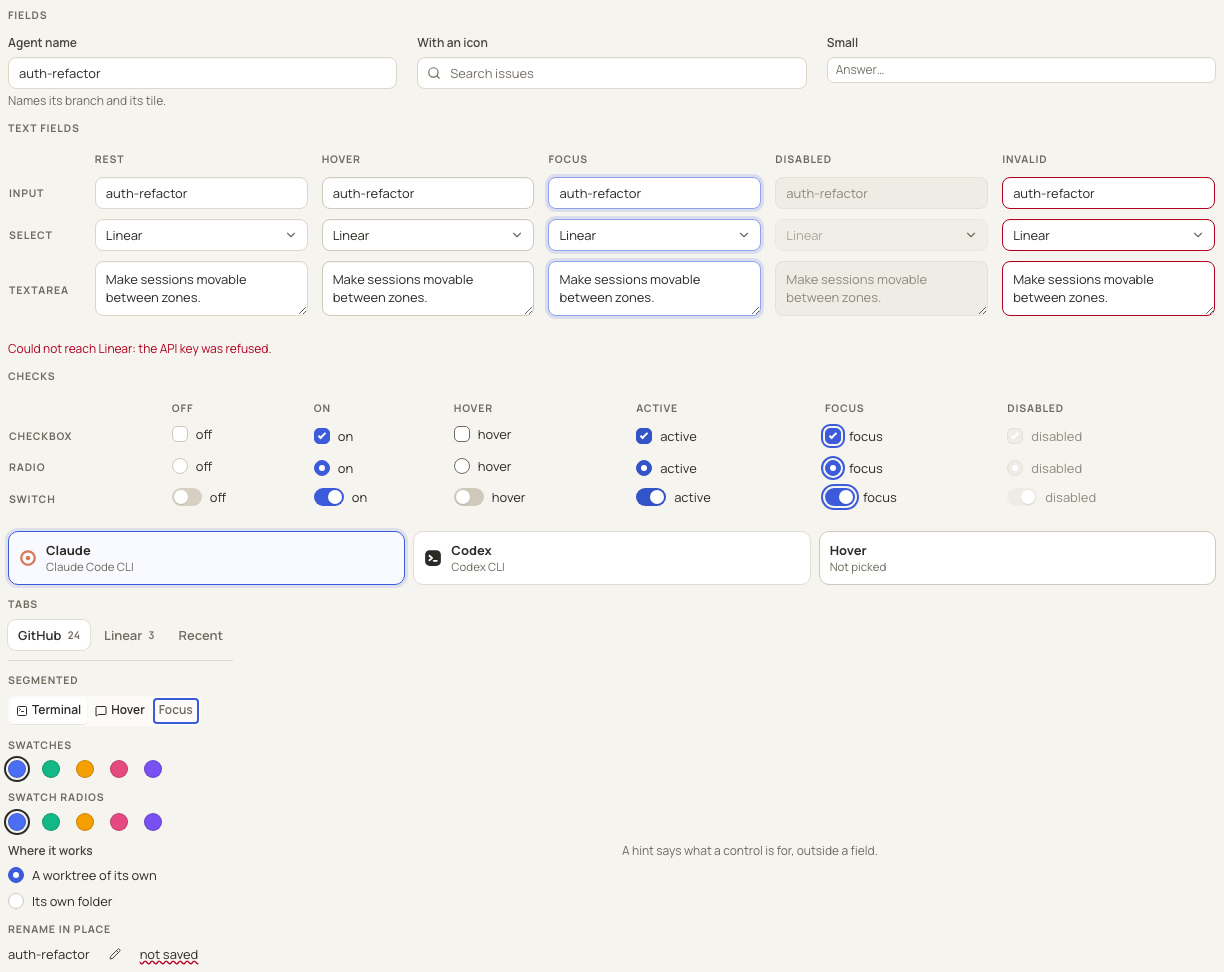 FIELDS
Agent name With an icon Small
auth-refactor Search issues Answer…
Names its branch and its tile.
TEXT FIELDS
REST HOVER FOCUS DISABLED INVALID
INPUT auth-refactor auth-refactor auth-refactor auth-refactor auth-refactor
SELECT Linear Linear Linear Linear Linear
TEXTAREA
Make sessions movable Make sessions movable Make sessions movable Make sessions movable Make sessions movable
between zones. between zones. between zones. between zones. between zones.
Could not reach Linear: the API key was refused.
CHECKS
OFF ON HOVER ACTIVE FOCUS DISABLED
CHECKBOX off on hover active focus disabled
RADIO off on hover active focus disabled
SWITCH off on hover active focus disabled
Claude Codex Hover
Claude Code CLI Codex CLI Not picked
TABS
GitHub 24 Linear 3 Recent
SEGMENTED
Terminal Hover Focus
SWATCHES
SWATCH RADIOS
Where it works A hint says what a control is for, outside a field.
A worktree of its own
Its own folder
RENAME IN PLACE
auth-refactor not saved